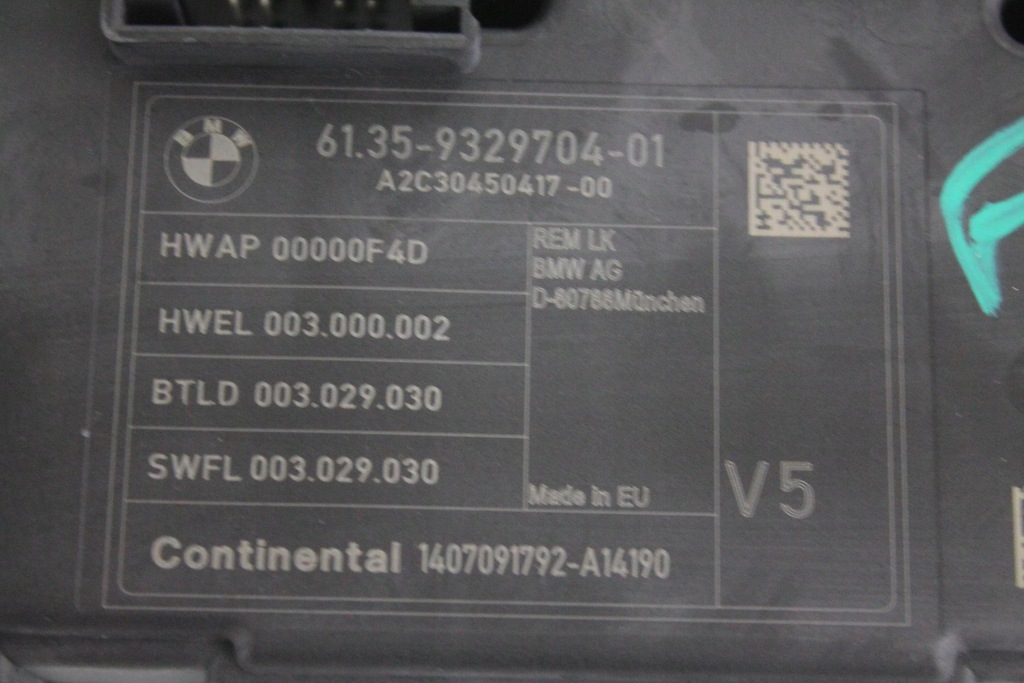 BMW
61.35-9329704-01
A2C30450417-00
HWAP 00000F4D
REM LK
BMW AG
D-80788München
HWEL 003.000.002
BTLD 003.029.030
SWFL 003.029.030
Made in EU
V5
Continental 1407091792-A14190